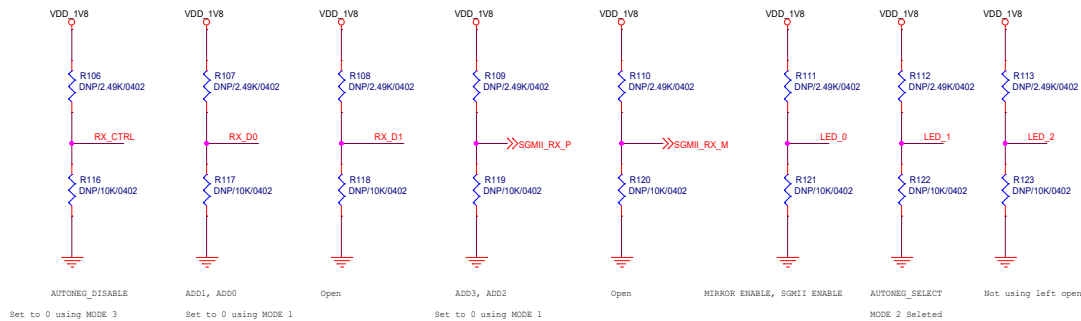 VDD_1V8 VDD_1V8 VDD_1V8 VDD_1V8 VDD_1V8 VDD_1V8 VDD_1V8 VDD_1V8
R106 R107 R108 R109 R110 R111 R112 R113
DNP/2.49K/0402 DNP/2.49K/0402 DNP/2.49K/0402 DNP/2.49K/0402 DNP/2.49K/0402 DNP/2.49K/0402 DNP/2.49K/0402 DNP/2.49K/0402
RX_CTRL RX_D0 RX_D1 SGMII_RX_P SGMII_RX_M LED_0 LED_1 LED_2
R116 R117 R118 R119 R120 R121 R122 R123
DNP/10K/0402 DNP/10K/0402 DNP/10K/0402 DNP/10K/0402 DNP/10K/0402 DNP/10K/0402 DNP/10K/0402 DNP/10K/0402
AUTONEG_DISABLE ADD1, ADD0 Open ADD3, ADD2 Open MIRROR ENABLE, SGMII ENABLE AUTONEG_SELECT Not using left open
Set to 0 using MODE 3 Set to 0 using MODE 1 Set to 0 using MODE 1 MODE 2 Seleted